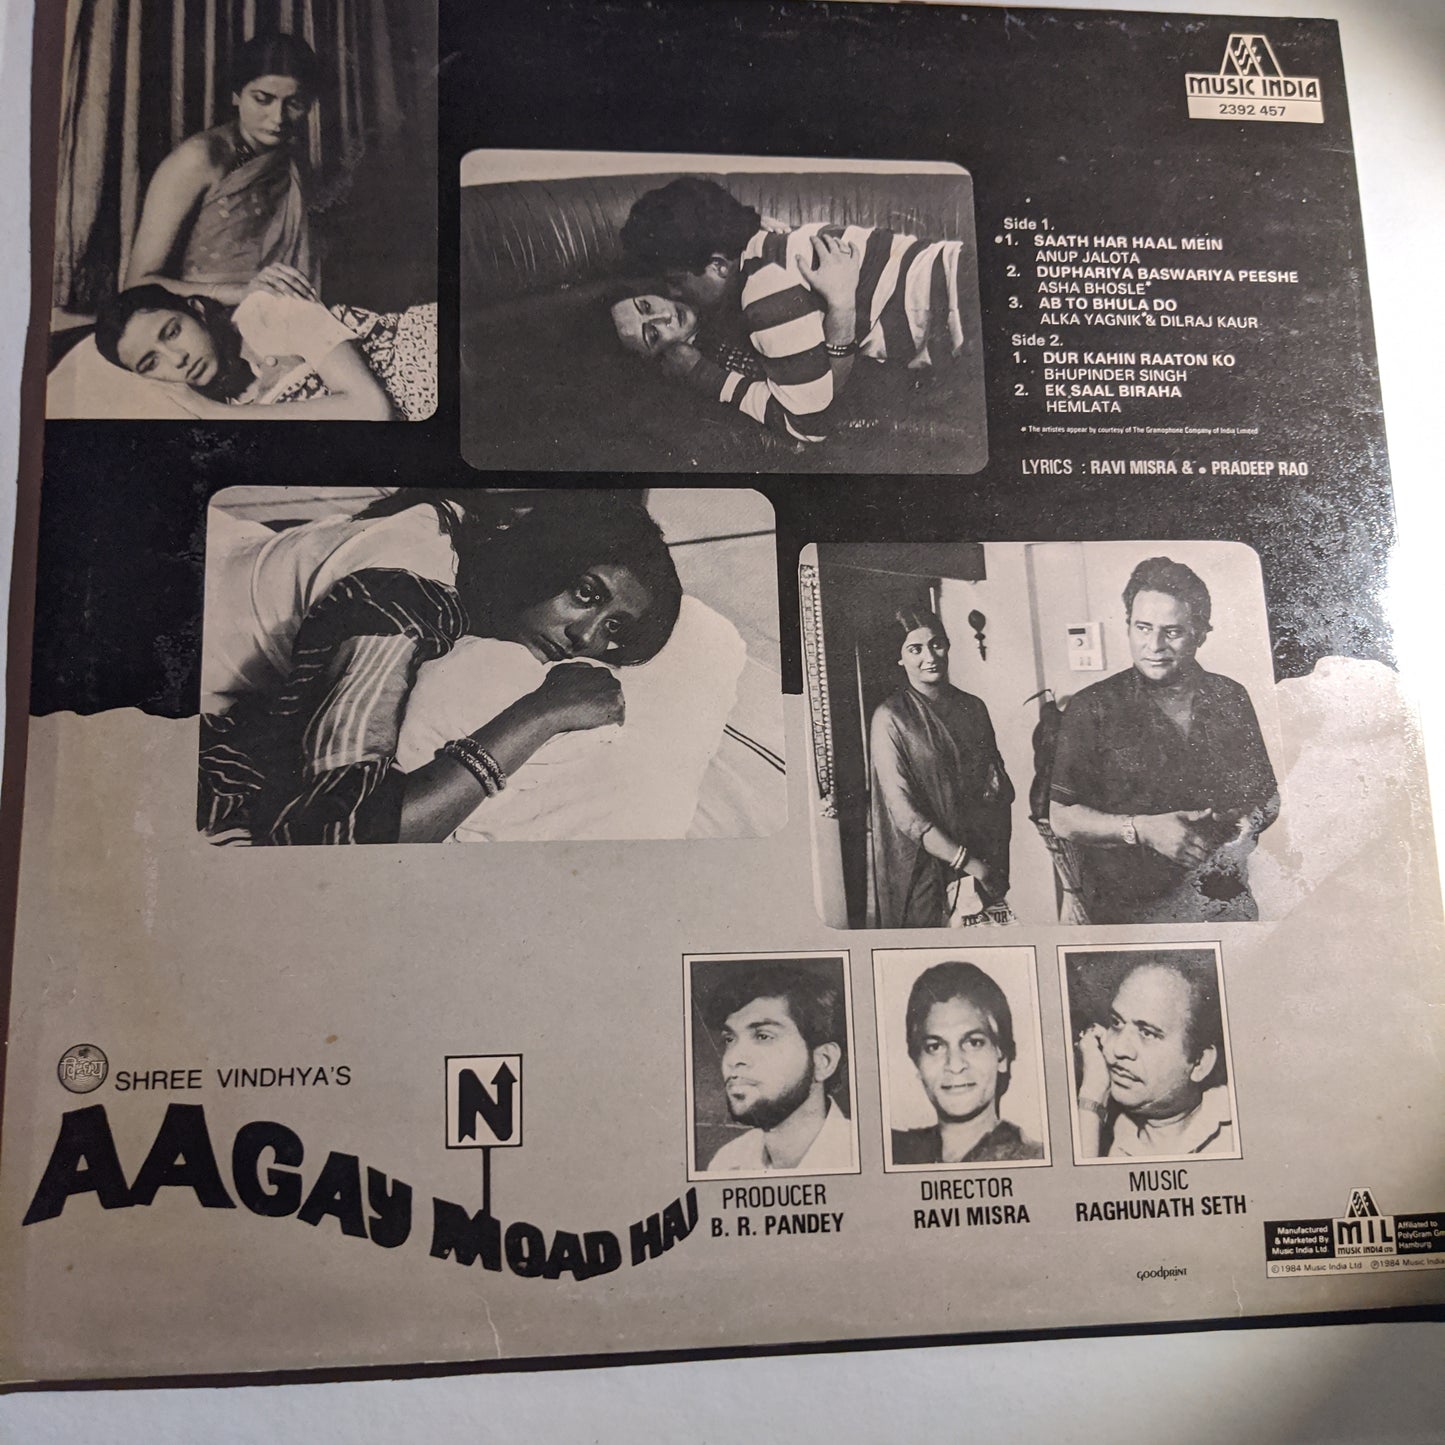 MUSIC INDIA
2392 457
Side 1.
•1. SAATH HAR HAAL MEIN
ANUP JALOTA
2. DUPHARIYA BASWARIYA PEESHE
ASHA BHOSLE*
3. AB TO BHULA DO
ALKA YAGNIK*& DILRAJ KAUR
Side 2.
1. DUR KAHIN RAATON KO
BHUPINDER SINGH
2. EK SAAL BIRAHA
HEMLATA
* The artistes appear by courtesy of The Gramophone Company of India Limited
LYRICS : RAVI MISRA & • PRADEEP RAO
SHREE VINDHYA'S
AAGAY MOAD HAI
PRODUCER
B. R. PANDEY
DIRECTOR
RAVI MISRA
MUSIC
RAGHUNATH SETH
GOODPRINT
Manufactured
& Marketed By
Music India Ltd.
MIL
MUSIC INDIA LTD.
Affiliated to
PolyGram
Hamburg
©1984 Music India Ltd ℗1984 Music India